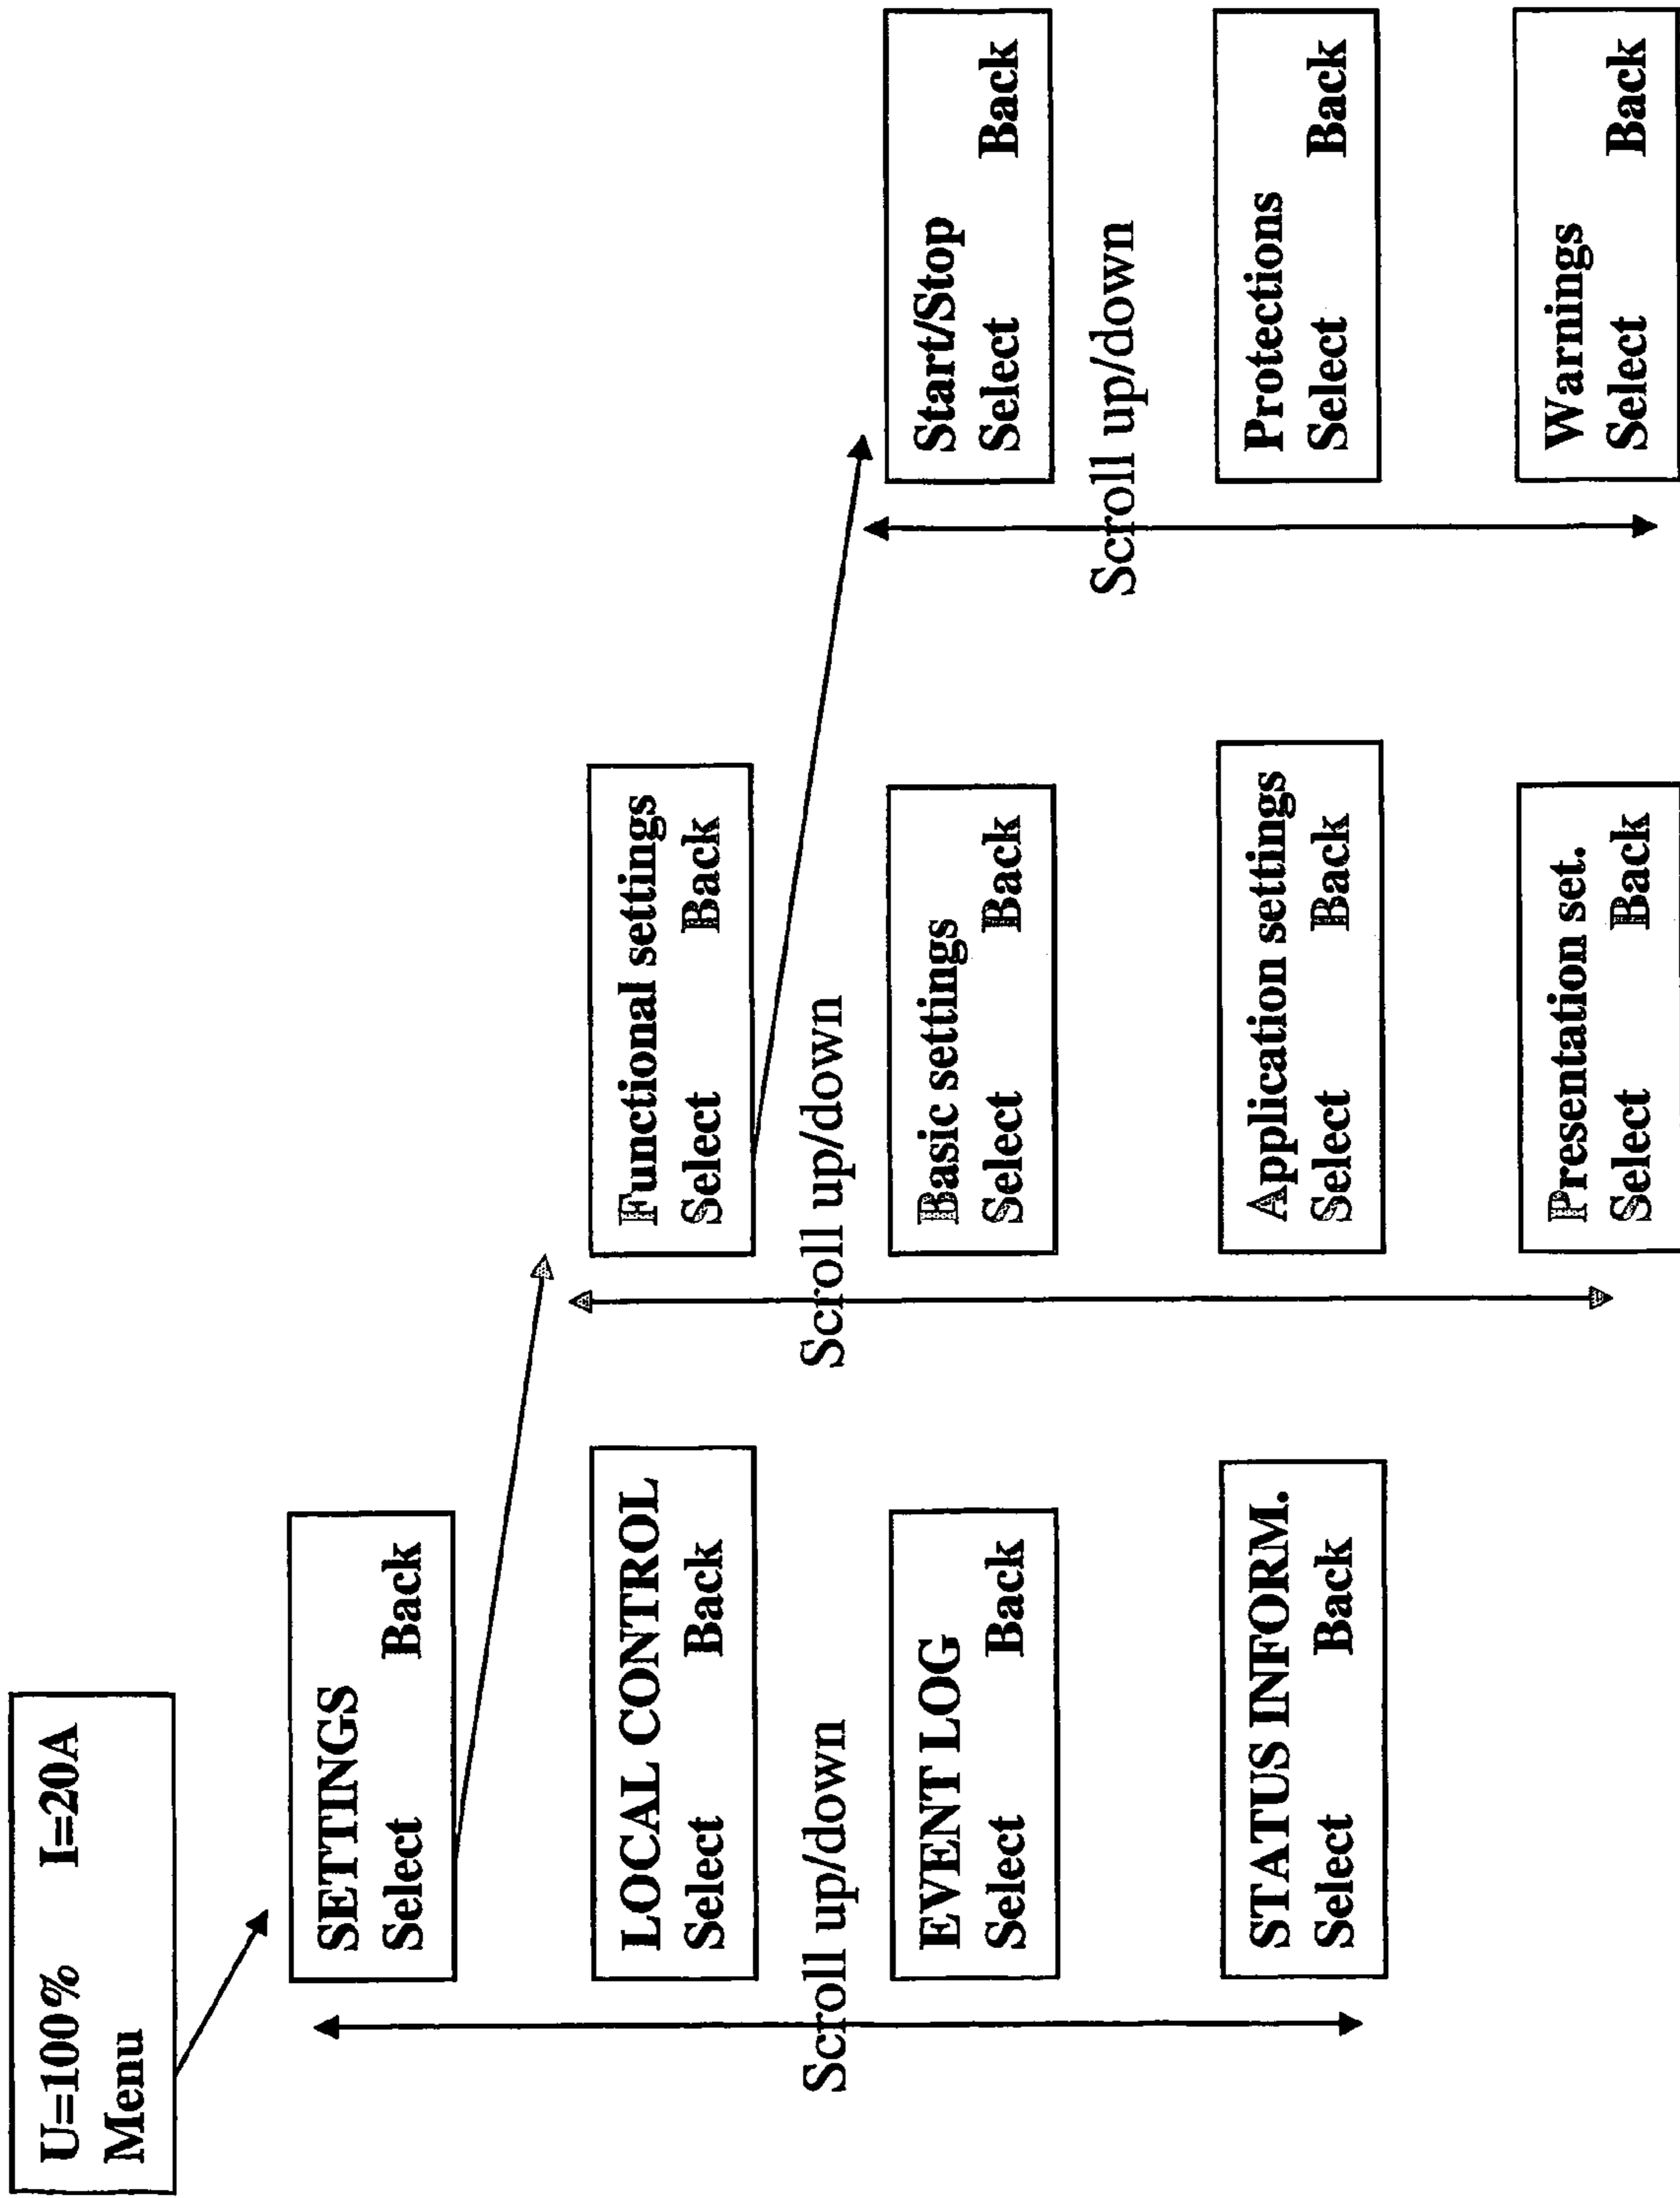 U=100% I=20A
Menu
SETTINGS
Select Back
LOCAL CONTROL
Select Back
Scroll up/down
EVENT LOG
Select Back
STATUS INFORM.
Select Back
Functional settings
Select Back
Scroll up/down
Basic settings
Select Back
Application settings
Select Back
Presentation set.
Select Back
Start/Stop
Select Back
Scroll up/down
Protections
Select Back
Warnings
Select Back